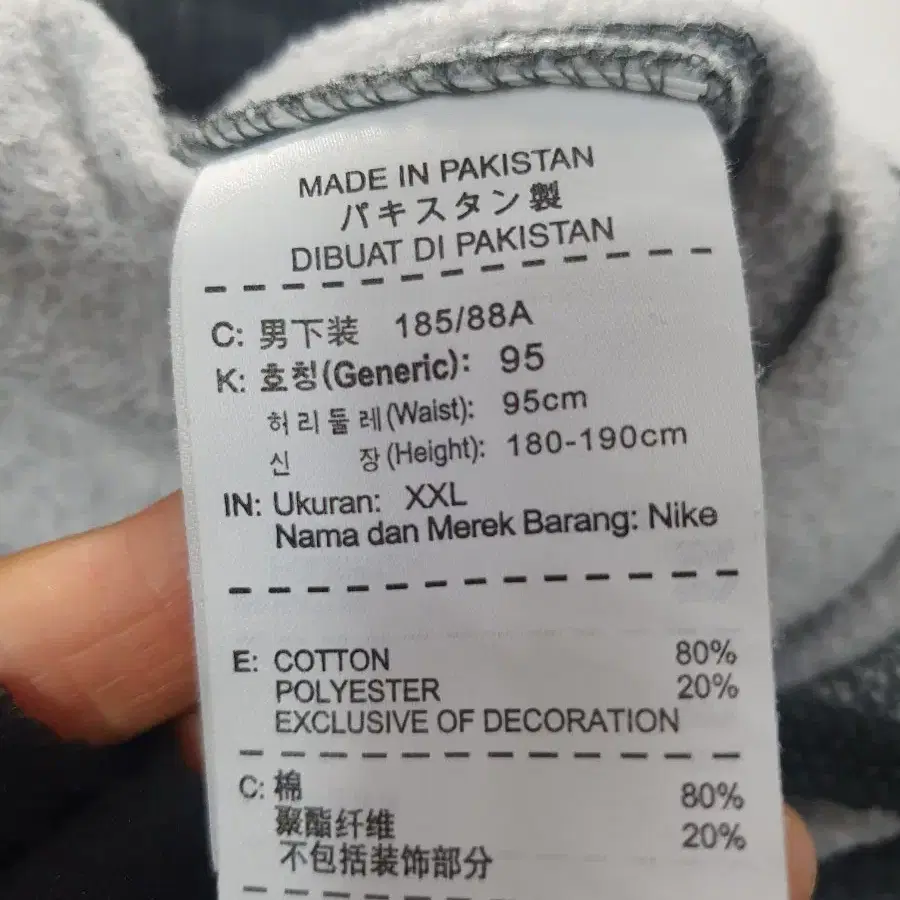 MADE IN PAKISTAN
パキスタン製
DIBUAT DI PAKISTAN
C: 男下装 185/88A
K: 호칭(Generic): 95
허리둘레(Waist): 95cm
신 장(Height): 180-190cm
IN: Ukuran: XXL
Nama dan Merek Barang: Nike
E: COTTON 80%
POLYESTER 20%
EXCLUSIVE OF DECORATION
C: 棉 80%
聚酯纤维 20%
不包括装饰部分